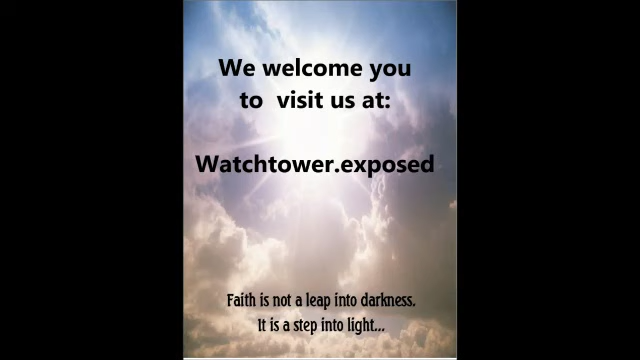 We welcome you
to  visit us at:
Watchtower.exposed
Faith is not a leap into darkness.
It is a step into light...